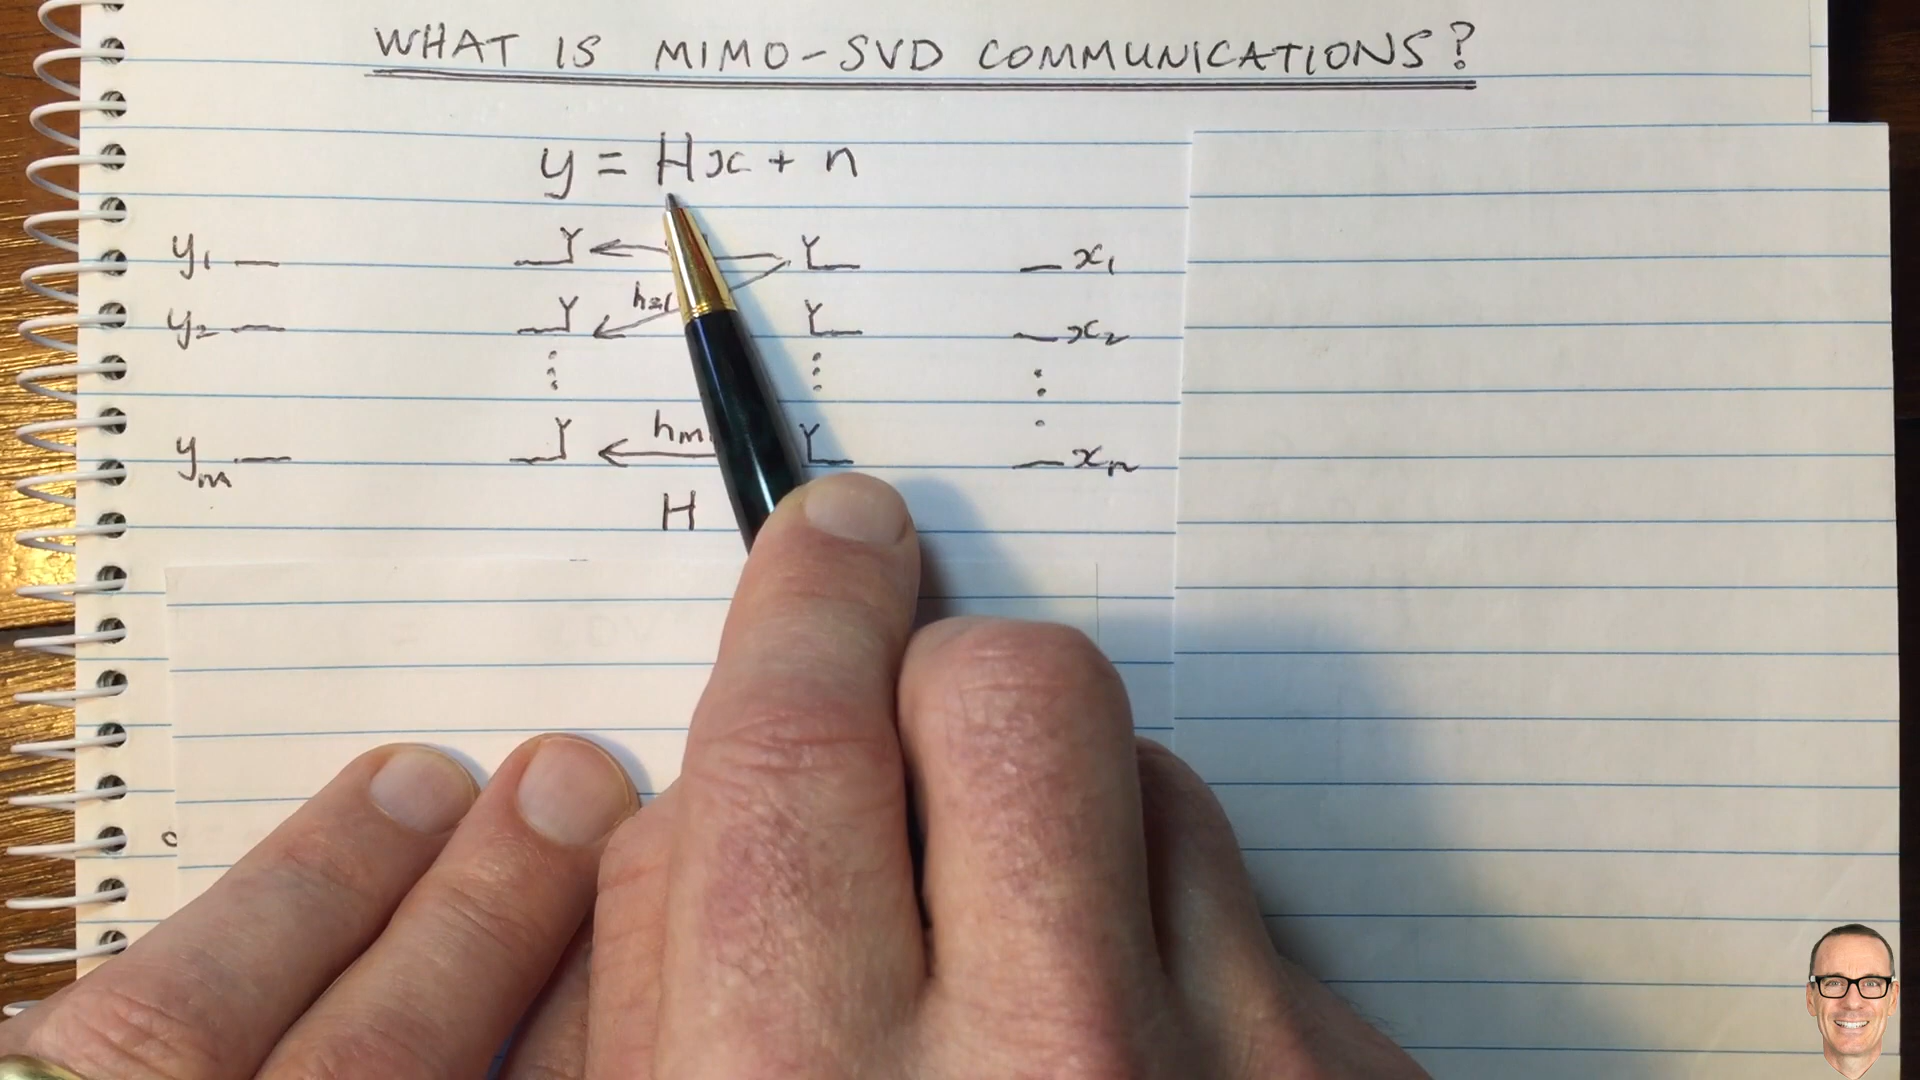 WHAT IS MIMO-SVD COMMUNICATIONS?
y = Hx + n
y1 x1
h21
y2 x2
hm
ym xn
H